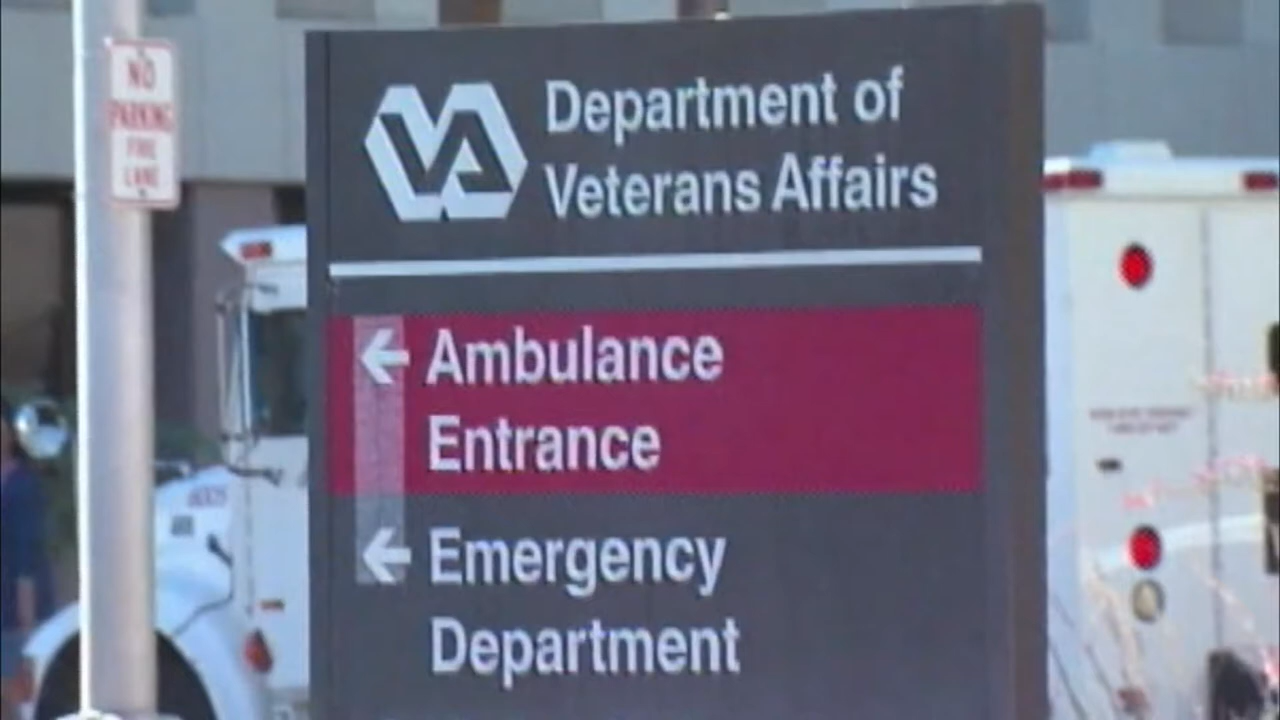 NO
PARKING
FIRE
LANE
VA
Department of
Veterans Affairs
Ambulance
Entrance
Emergency
Department